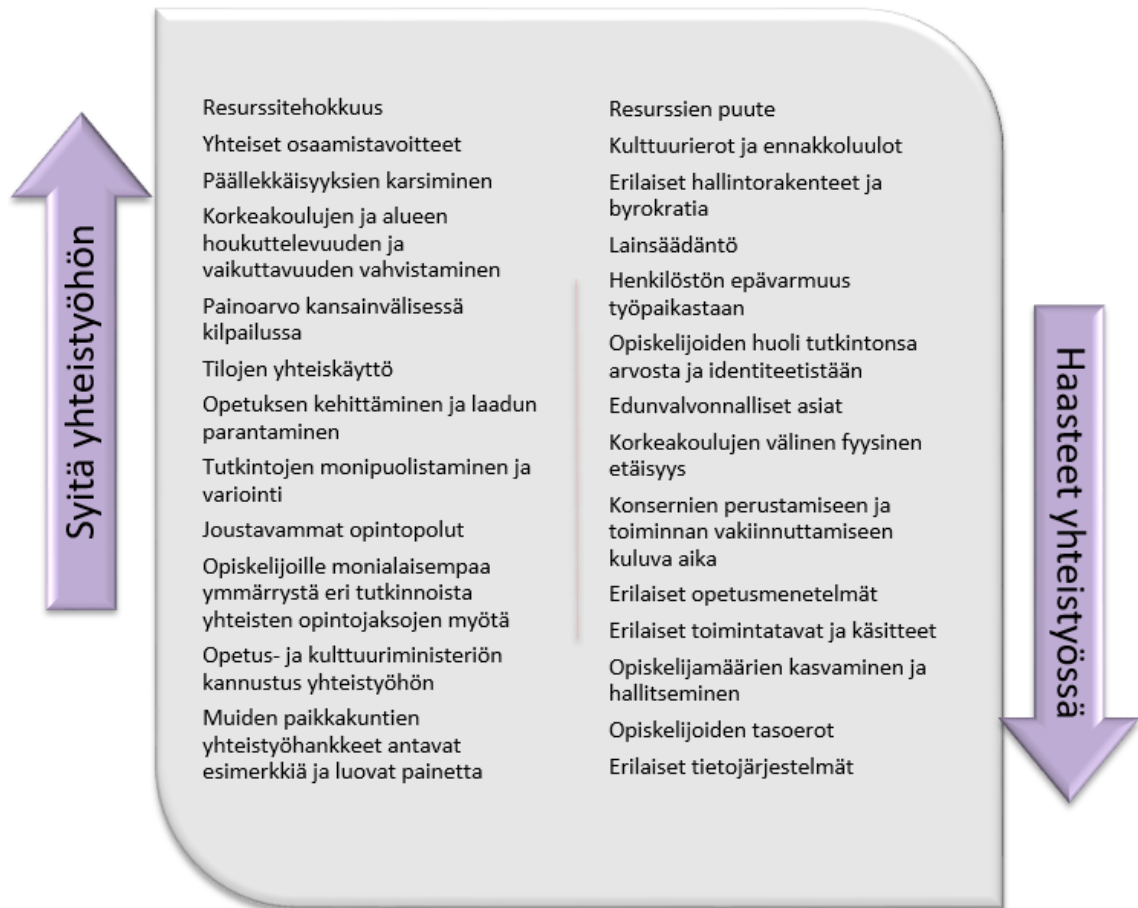 Syitä yhteistyöhön
Resurssitehokkuus
Yhteiset osaamistavoitteet
Päällekkäisyyksien karsiminen
Korkeakoulujen ja alueen
houkuttelevuuden ja
vaikuttavuuden vahvistaminen
Painoarvo kansainvälisessä
kilpailussa
Tilojen yhteiskäyttö
Opetuksen kehittäminen ja laadun
parantaminen
Tutkintojen monipuolistaminen ja
variointi
Joustavammat opintopolut
Opiskelijoille monialaisempaa
ymmärrystä eri tutkinnoista
yhteisten opintojaksojen myötä
Opetus- ja kulttuuriministeriön
kannustus yhteistyöhön
Muiden paikkakuntien
yhteistyöhankkeet antavat
esimerkkiä ja luovat painetta
Resurssien puute
Kulttuurierot ja ennakkoluulot
Erilaiset hallintorakenteet ja
byrokratia
Lainsäädäntö
Henkilöstön epävarmuus
työpaikastaan
Opiskelijoiden huoli tutkintonsa
arvosta ja identiteetistään
Edunvalvonnalliset asiat
Korkeakoulujen välinen fyysinen
etäisyys
Konsernien perustamiseen ja
toiminnan vakiinnuttamiseen
kuluva aika
Erilaiset opetusmenetelmät
Erilaiset toimintatavat ja käsitteet
Opiskelijamäärien kasvaminen ja
hallitseminen
Opiskelijoiden tasoerot
Erilaiset tietojärjestelmät
Haasteet yhteistyössä